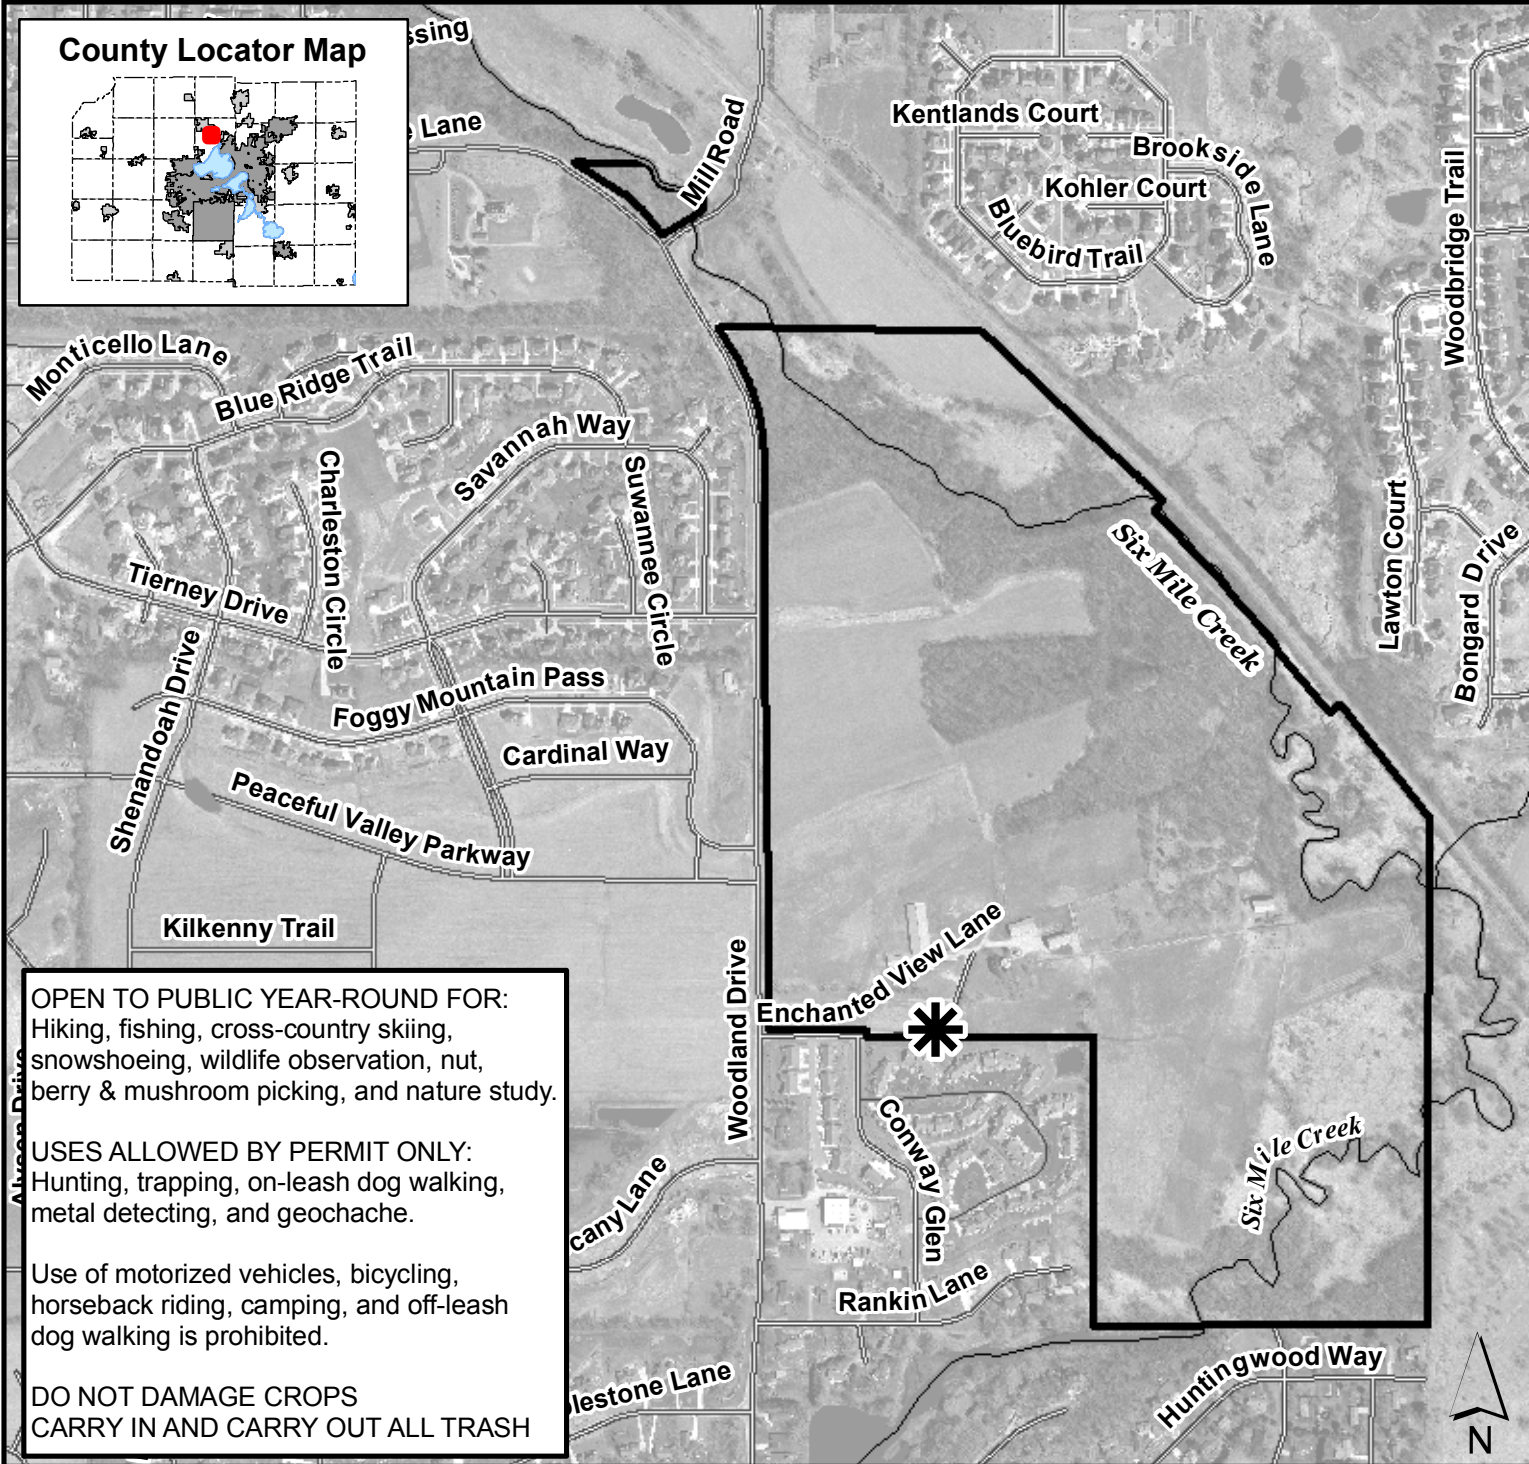 County Locator Map
ssing
Lane
Mill Road
Kentlands Court
Brookside Lane
Kohler Court
Bluebird Trail
Woodbridge Trail
Monticello Lane
Blue Ridge Trail
Savannah Way
Charleston Circle
Suwannee Circle
Tierney Drive
Six Mile Creek
Lawton Court
Bongard Drive
Shenandoah Drive
Foggy Mountain Pass
Cardinal Way
Peaceful Valley Parkway
Kilkenny Trail
Woodland Drive
Enchanted View Lane
OPEN TO PUBLIC YEAR-ROUND FOR:
Hiking, fishing, cross-country skiing,
snowshoeing, wildlife observation, nut,
berry & mushroom picking, and nature study.
USES ALLOWED BY PERMIT ONLY:
Hunting, trapping, on-leash dog walking,
metal detecting, and geochache.
Use of motorized vehicles, bicycling,
horseback riding, camping, and off-leash
dog walking is prohibited.
DO NOT DAMAGE CROPS
CARRY IN AND CARRY OUT ALL TRASH
Conway Glen
Six Mile Creek
cany Lane
Rankin Lane
lestone Lane
Huntingwood Way
N